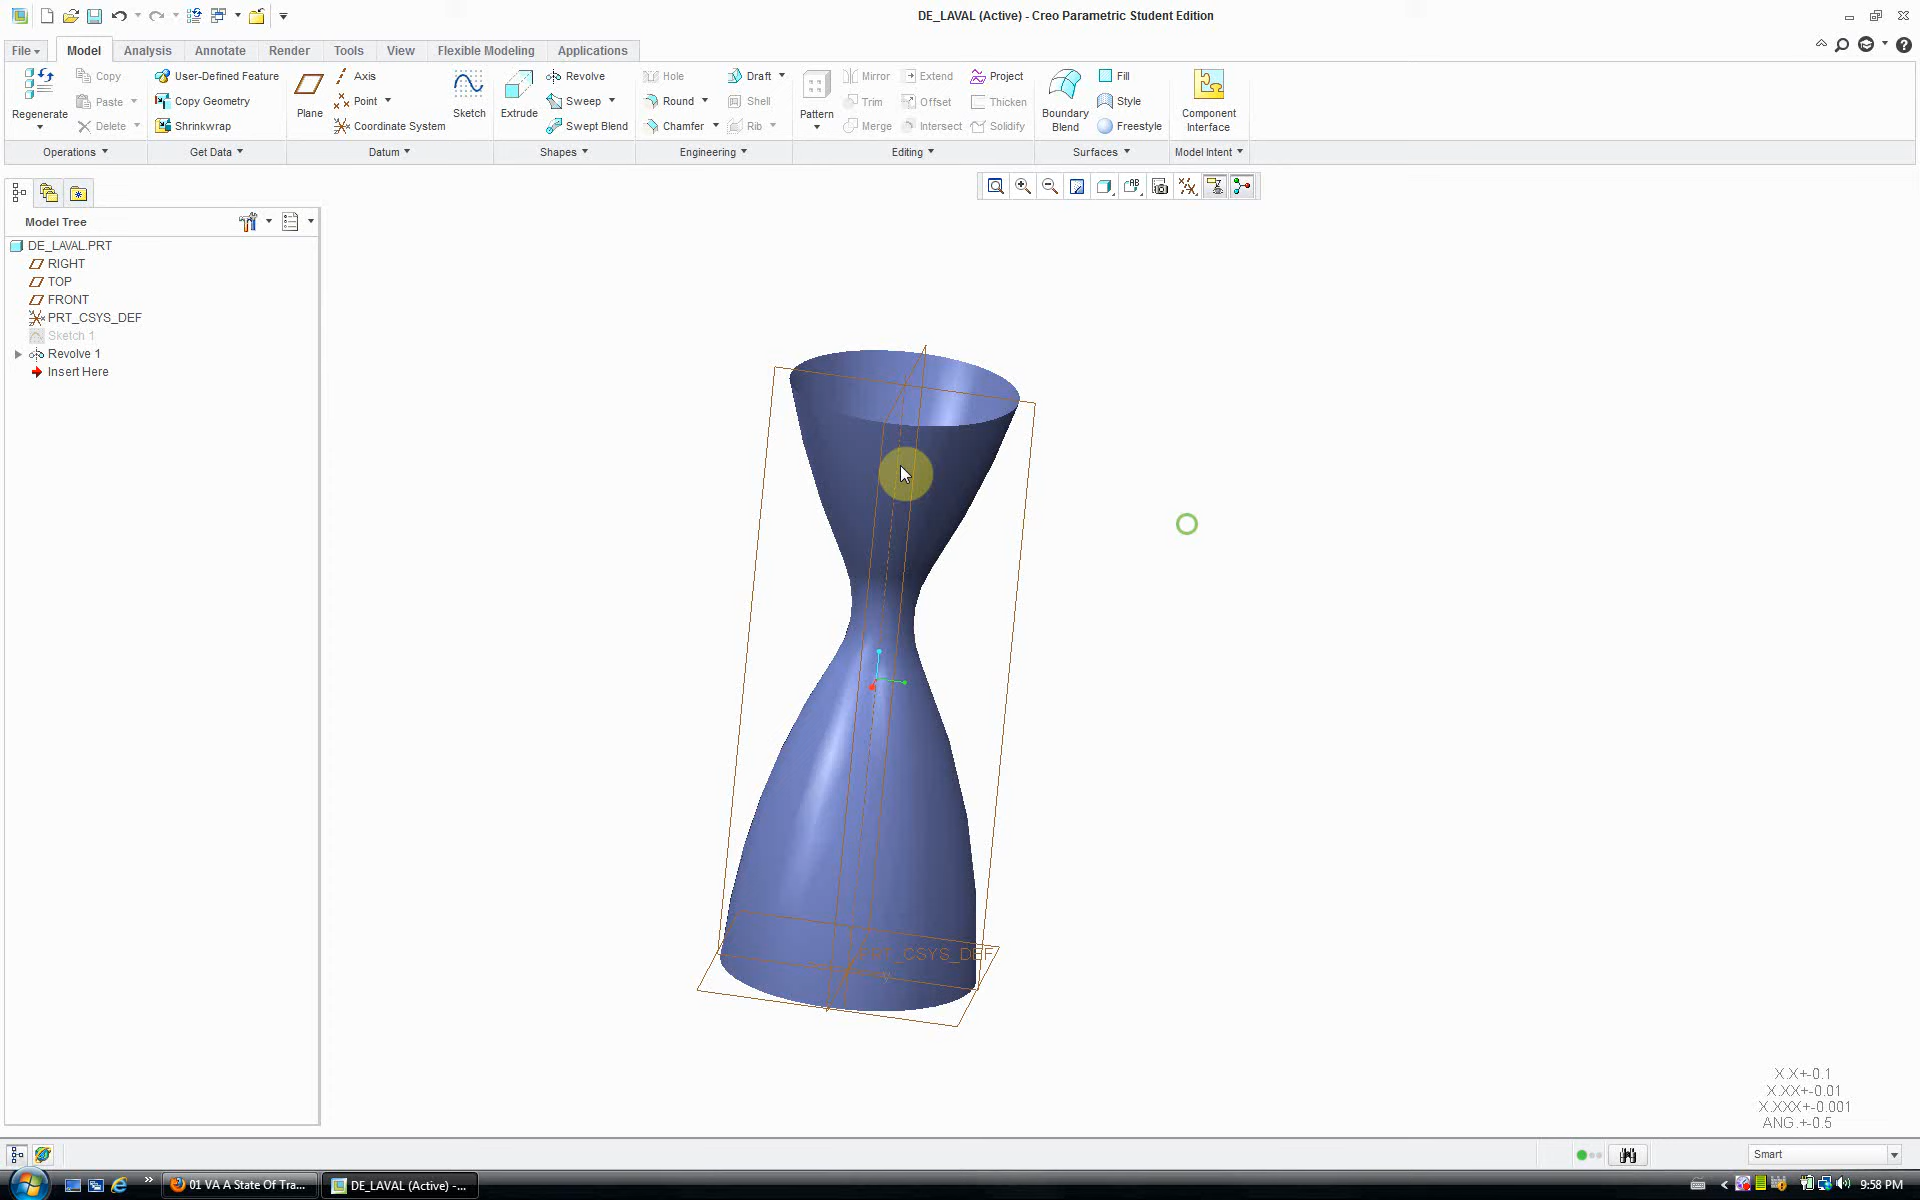 DE_LAVAL (Active) - Creo Parametric Student Edition
File Model Analysis Annotate Render Tools View Flexible Modeling Applications
Regenerate
Copy
Paste
Delete
Operations
User-Defined Feature
Copy Geometry
Shrinkwrap
Get Data
Plane
Axis
Point
Coordinate System
Sketch
Datum
Extrude
Revolve
Sweep
Swept Blend
Shapes
Hole
Round
Chamfer
Draft
Shell
Rib
Engineering
Pattern
Mirror
Trim
Merge
Extend
Offset
Intersect
Project
Thicken
Solidify
Editing
Boundary
Blend
Fill
Style
Freestyle
Surfaces
Component
Interface
Model Intent
Model Tree
DE_LAVAL.PRT
RIGHT
TOP
FRONT
PRT_CSYS_DEF
Sketch 1
Revolve 1
Insert Here
PRT_CSYS_DEF
Y
X.X+-0.1
X.XX+-0.01
X.XXX+-0.001
ANG.+-0.5
Smart
01 VA A State Of Tra...
DE_LAVAL (Active) -...
9:58 PM